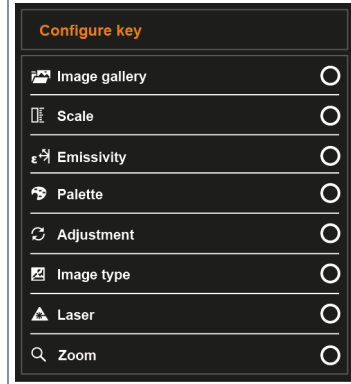 Configure key
Image gallery
Scale
ε Emissivity
Palette
Adjustment
Image type
Laser
Zoom